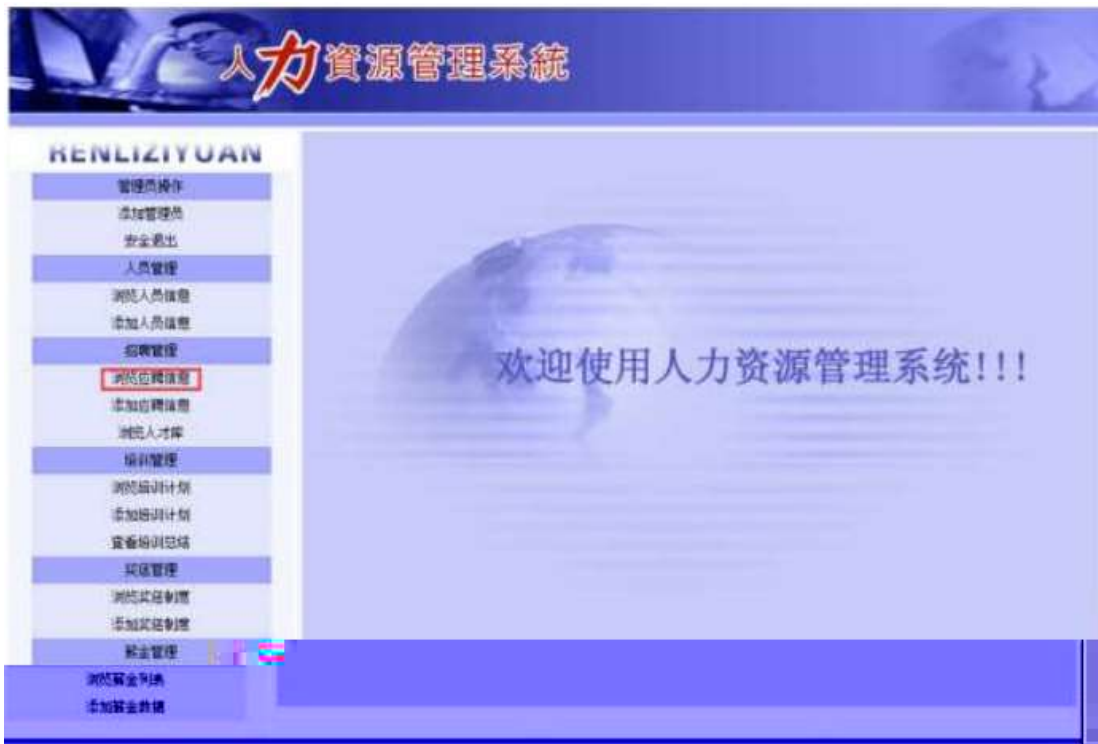 人力資源管理系統
RENLIZIYUAN
管理员操作
添加管理员
安全退出
人员管理
浏览人员信息
添加人员信息
招聘管理
浏览应聘信息
添加应聘信息
浏览人才库
培训管理
浏览培训计划
添加培训计划
查看培训总结
奖惩管理
浏览奖惩制度
添加奖惩制度
薪金管理
浏览薪金列表
添加薪金数据
欢迎使用人力资源管理系统!!!